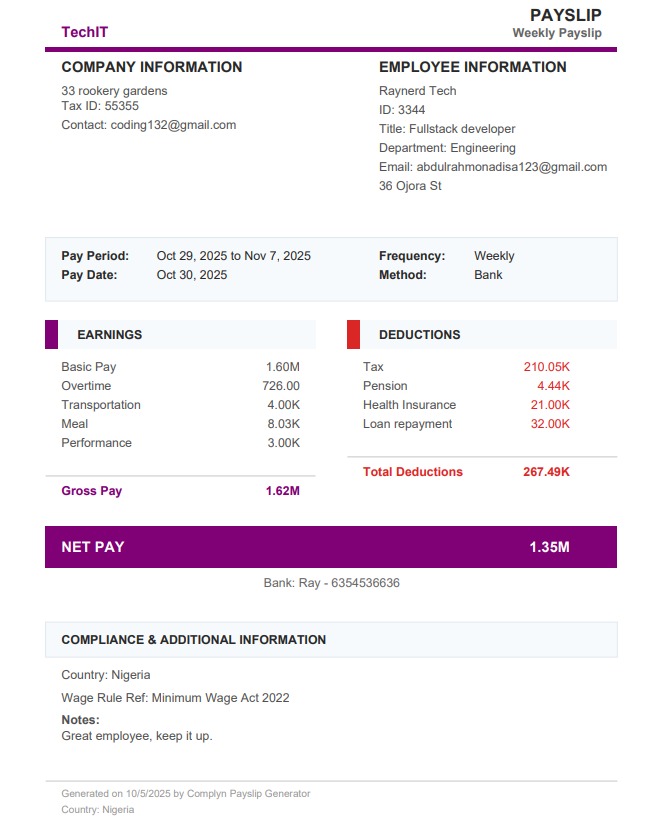 PAYSLIP
TechIT
Weekly Payslip
COMPANY INFORMATION
33 rookery gardens
Tax ID: 55355
Contact: coding132@gmail.com
EMPLOYEE INFORMATION
Raynerd Tech
ID: 3344
Title: Fullstack developer
Department: Engineering
Email: abdulrahmonadisa123@gmail.com
36 Ojora St
Pay Period: Oct 29, 2025 to Nov 7, 2025
Pay Date: Oct 30, 2025
Frequency: Weekly
Method: Bank
EARNINGS
Basic Pay 1.60M
Overtime 726.00
Transportation 4.00K
Meal 8.03K
Performance 3.00K
Gross Pay 1.62M
DEDUCTIONS
Tax 210.05K
Pension 4.44K
Health Insurance 21.00K
Loan repayment 32.00K
Total Deductions 267.49K
NET PAY 1.35M
Bank: Ray - 6354536636
COMPLIANCE & ADDITIONAL INFORMATION
Country: Nigeria
Wage Rule Ref: Minimum Wage Act 2022
Notes:
Great employee, keep it up.
Generated on 10/5/2025 by Complyn Payslip Generator
Country: Nigeria